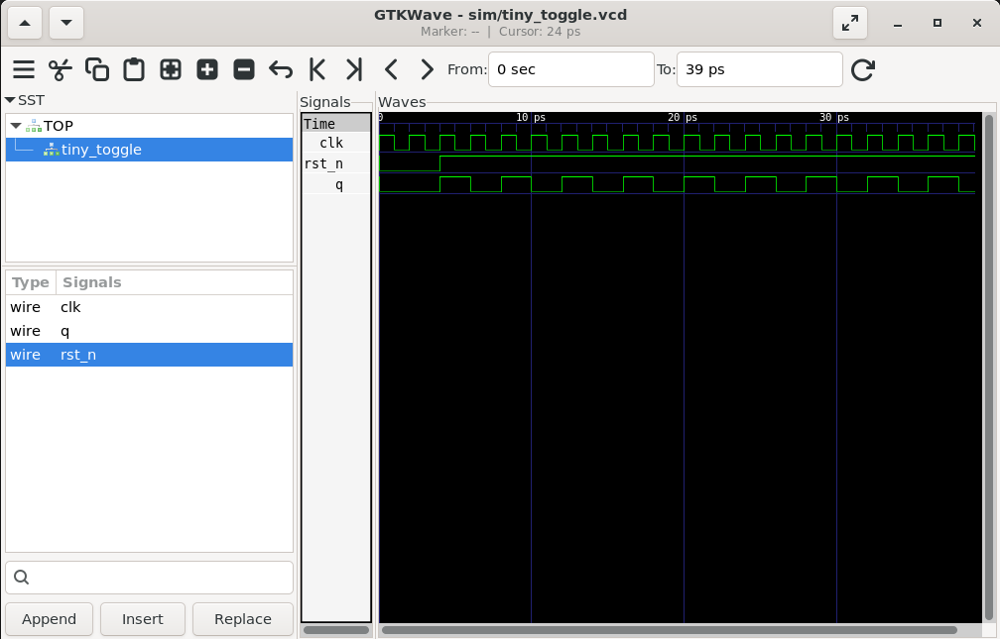 GTKWave - sim/tiny_toggle.vcd
Marker: -- | Cursor: 24 ps
From: 0 sec To: 39 ps
SST
TOP
tiny_toggle
Type Signals
wire clk
wire q
wire rst_n
Append Insert Replace
Signals
Time
clk
rst_n
q
Waves
0 10 ps 20 ps 30 ps